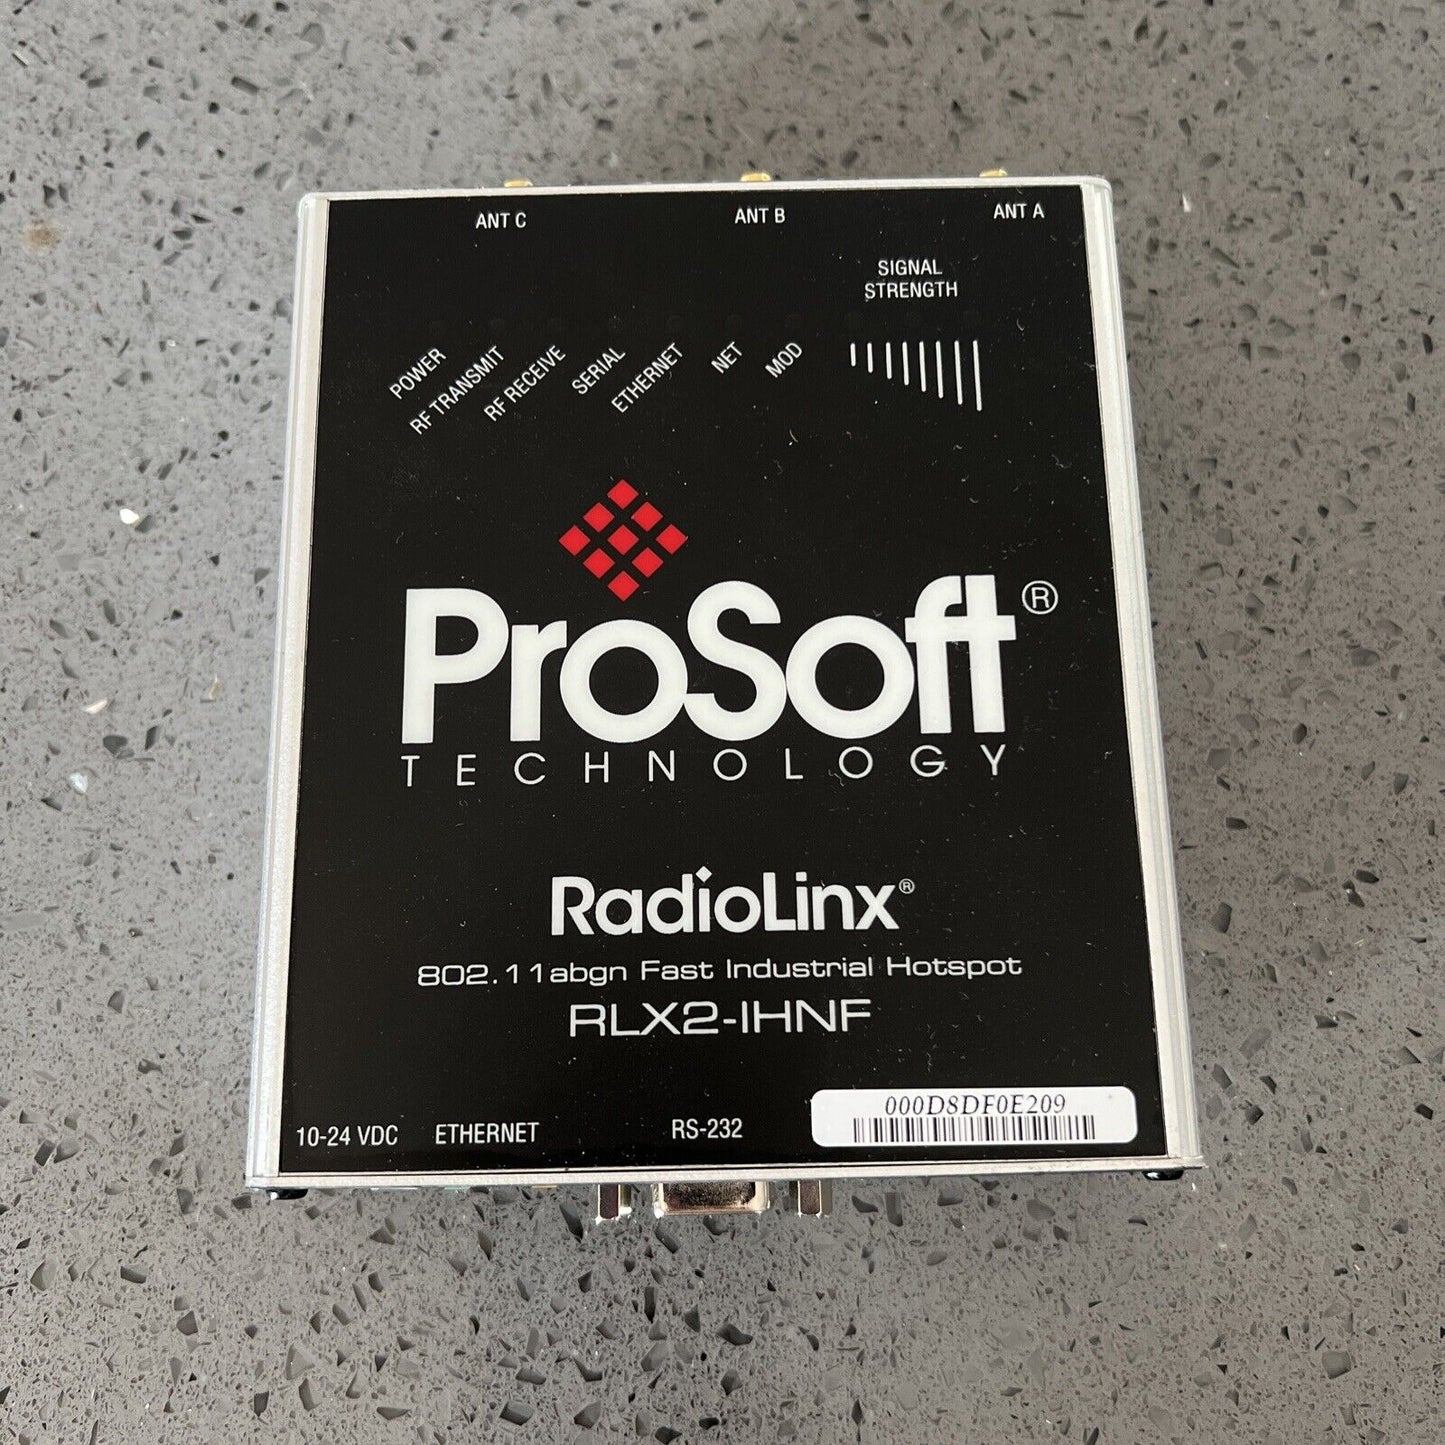 ANT C ANT B ANT A
SIGNAL
STRENGTH
POWER
RF TRANSMIT
RF RECEIVE
SERIAL
ETHERNET
NET
MOD
ProSoft®
TECHNOLOGY
RadioLinx®
802.11abgn Fast Industrial Hotspot
RLX2-IHNF
000D8DF0E209
10-24 VDC ETHERNET RS-232